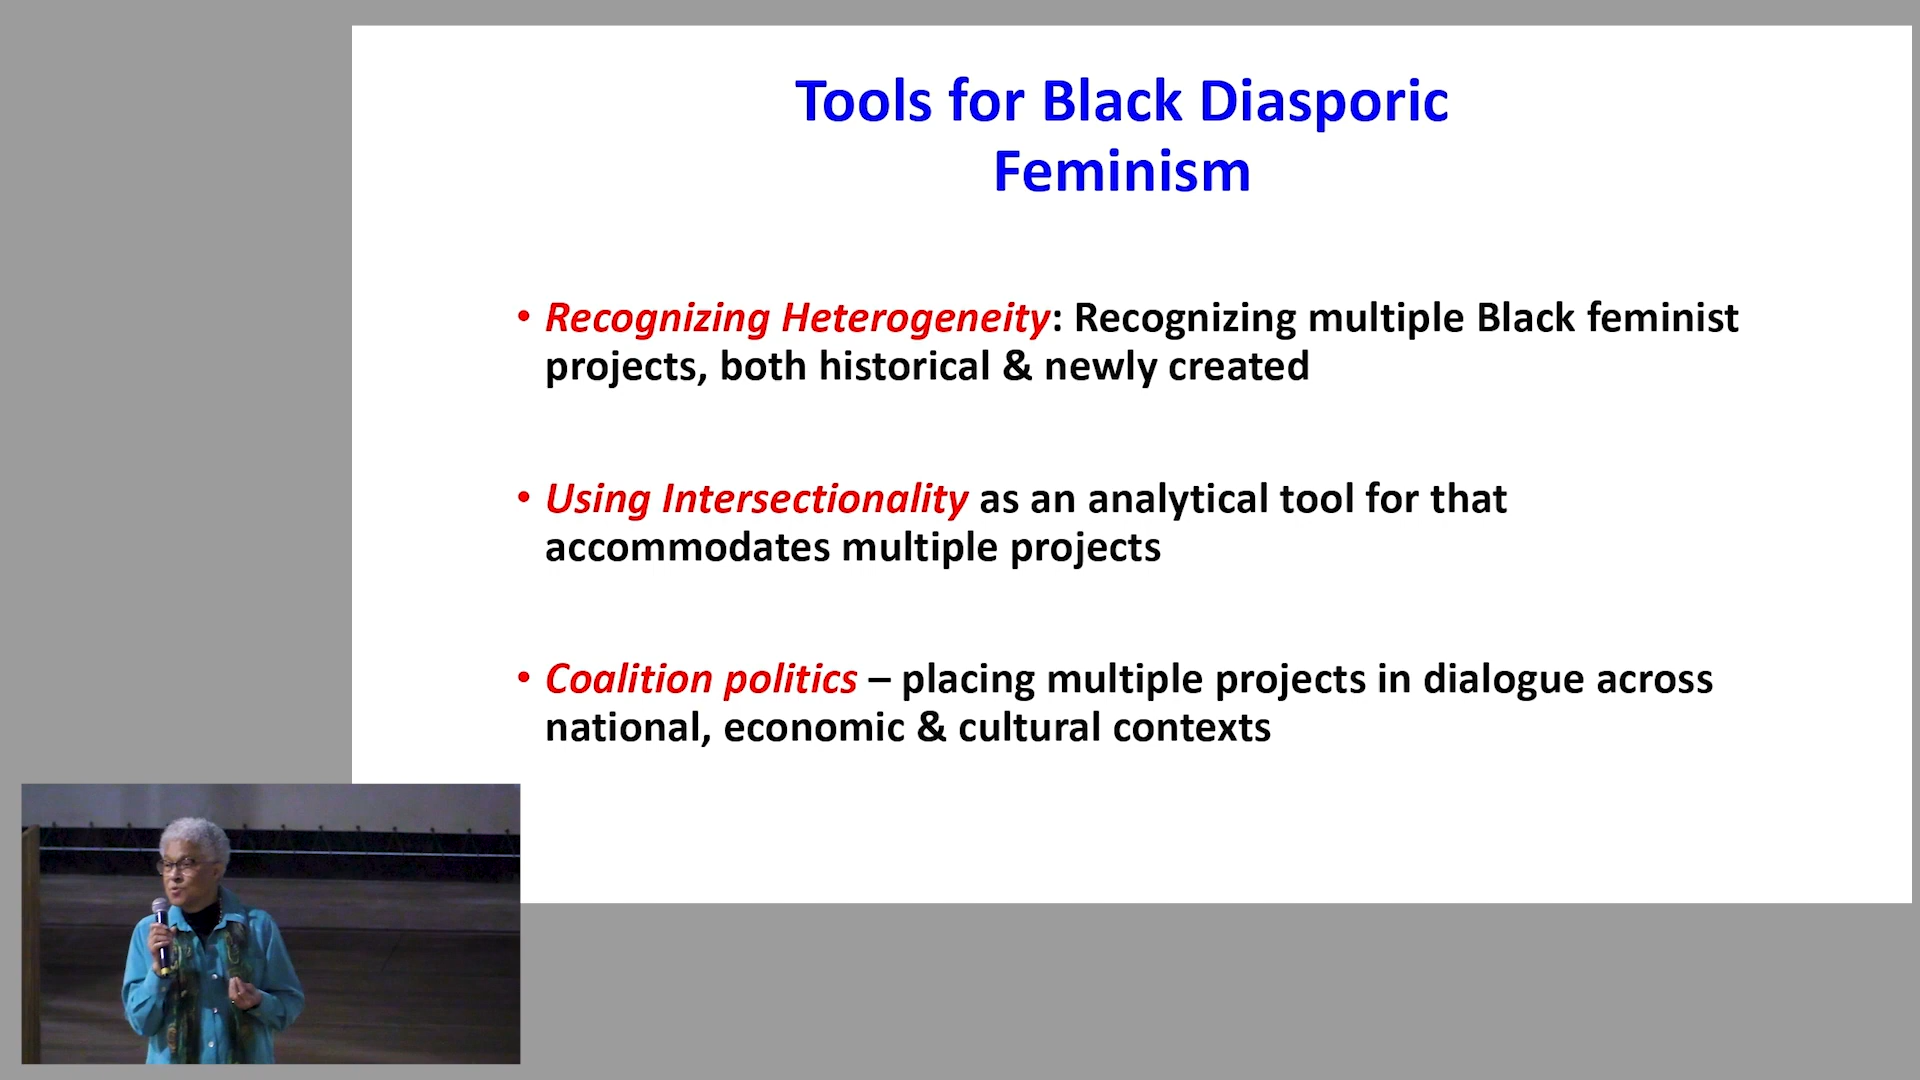 Tools for Black Diasporic
Feminism
• Recognizing Heterogeneity: Recognizing multiple Black feminist
projects, both historical & newly created
• Using Intersectionality as an analytical tool for that
accommodates multiple projects
• Coalition politics – placing multiple projects in dialogue across
national, economic & cultural contexts